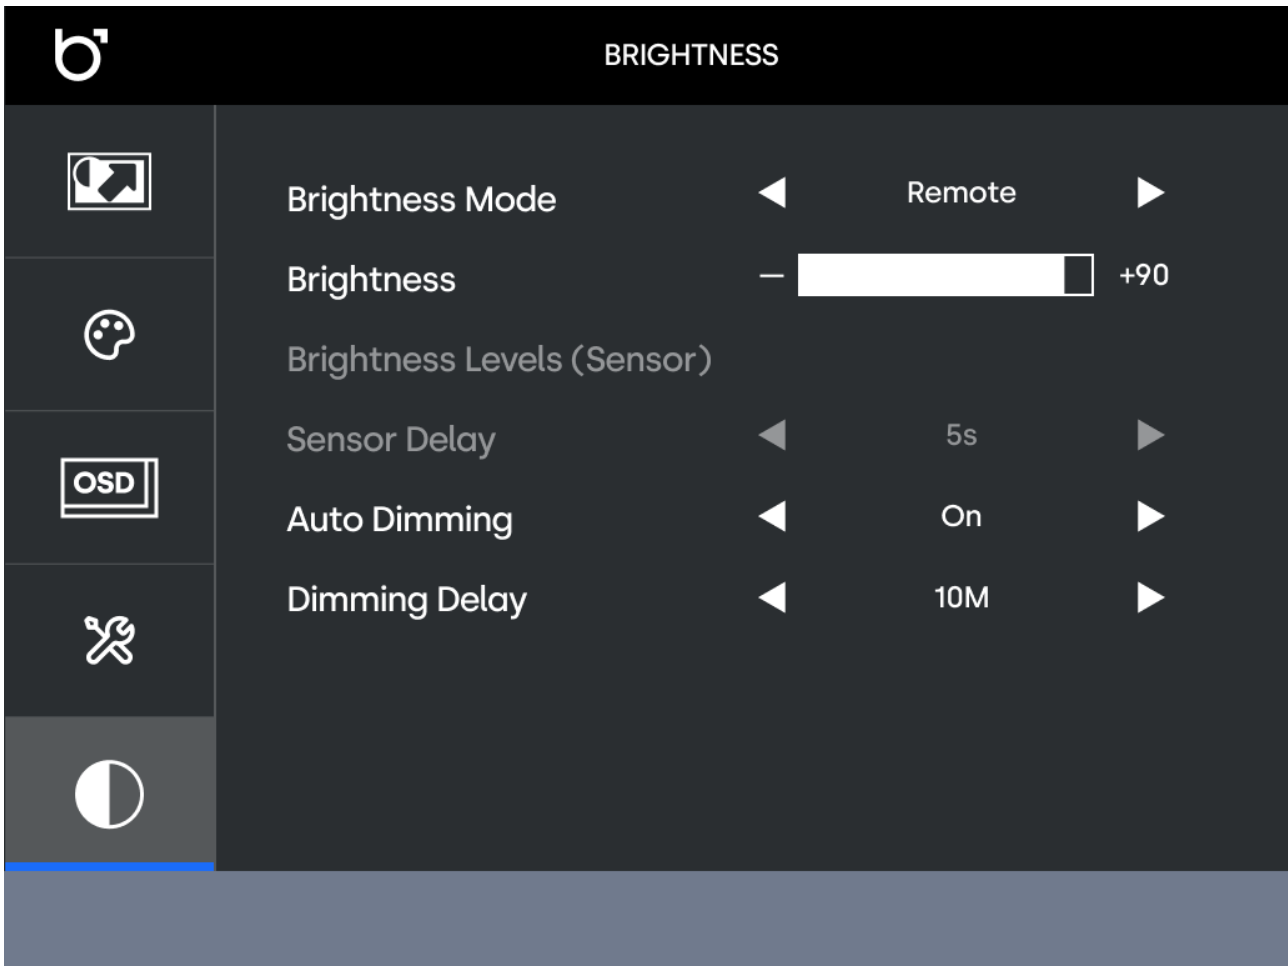 BRIGHTNESS
Brightness Mode Remote
Brightness — +90
Brightness Levels (Sensor)
Sensor Delay 5s
OSD
Auto Dimming On
Dimming Delay 10M